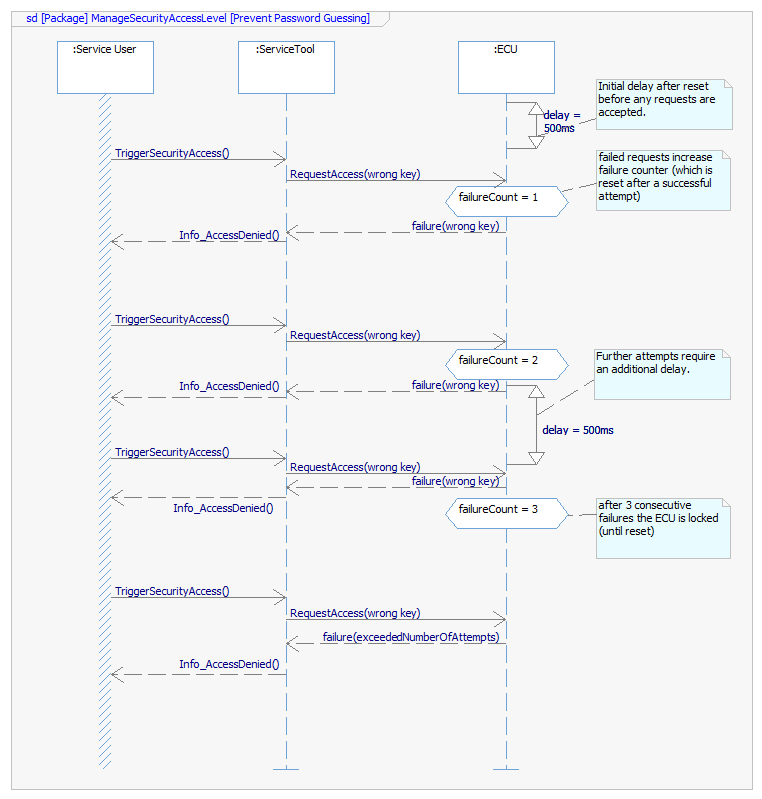 sd [Package] ManageSecurityAccessLevel [Prevent Password Guessing]
:Service User
:ServiceTool
:ECU
Initial delay after reset
before any requests are
accepted.
delay =
500ms
TriggerSecurityAccess()
failed requests increase
failure counter (which is
reset after a successful
attempt)
RequestAccess(wrong key)
failureCount = 1
failure(wrong key)
Info_AccessDenied()
TriggerSecurityAccess()
RequestAccess(wrong key)
failureCount = 2
Further attempts require
an additional delay.
failure(wrong key)
Info_AccessDenied()
delay = 500ms
TriggerSecurityAccess()
RequestAccess(wrong key)
failure(wrong key)
Info_AccessDenied()
failureCount = 3
after 3 consecutive
failures the ECU is locked
(until reset)
TriggerSecurityAccess()
RequestAccess(wrong key)
failure(exceededNumberOfAttempts)
Info_AccessDenied()